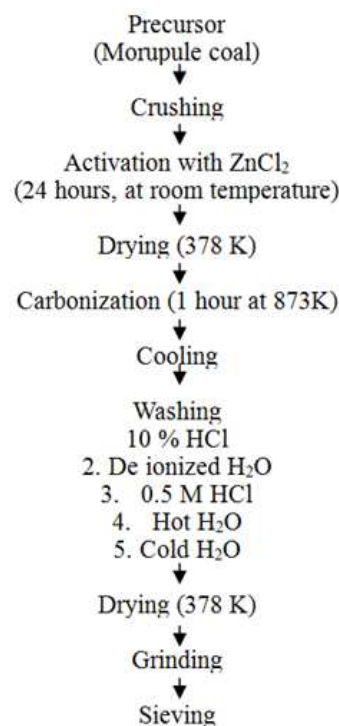 Precursor
(Morupule coal)
Crushing
Activation with ZnCl₂
(24 hours, at room temperature)
Drying (378 K)
Carbonization (1 hour at 873K)
Cooling
Washing
10 % HCl
2. De ionized H₂O
3. 0.5 M HCl
4. Hot H₂O
5. Cold H₂O
Drying (378 K)
Grinding
Sieving